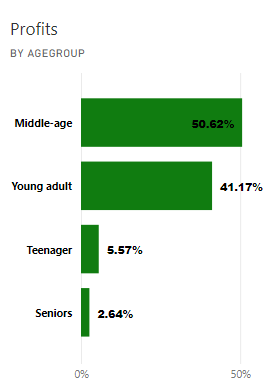 Profits
BY AGEGROUP
Middle-age 50.62%
Young adult 41.17%
Teenager 5.57%
Seniors 2.64%
0% 50%